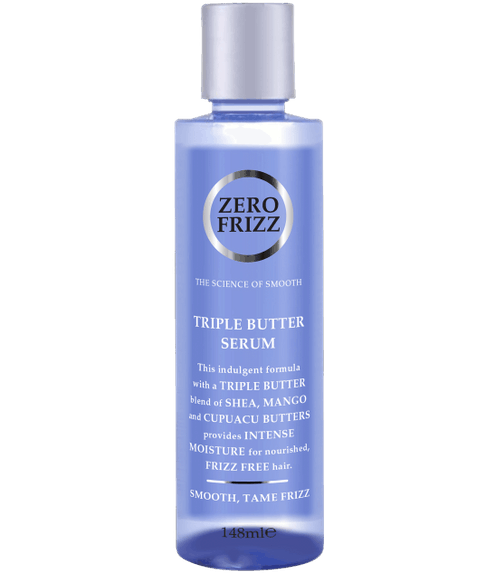 ZERO
FRIZZ
THE SCIENCE OF SMOOTH
TRIPLE BUTTER
SERUM
This indulgent formula
with a TRIPLE BUTTER
blend of SHEA, MANGO
and CUPUACU BUTTERS
provides INTENSE
MOISTURE for nourished,
FRIZZ FREE hair.
SMOOTH, TAME FRIZZ
148ml℮